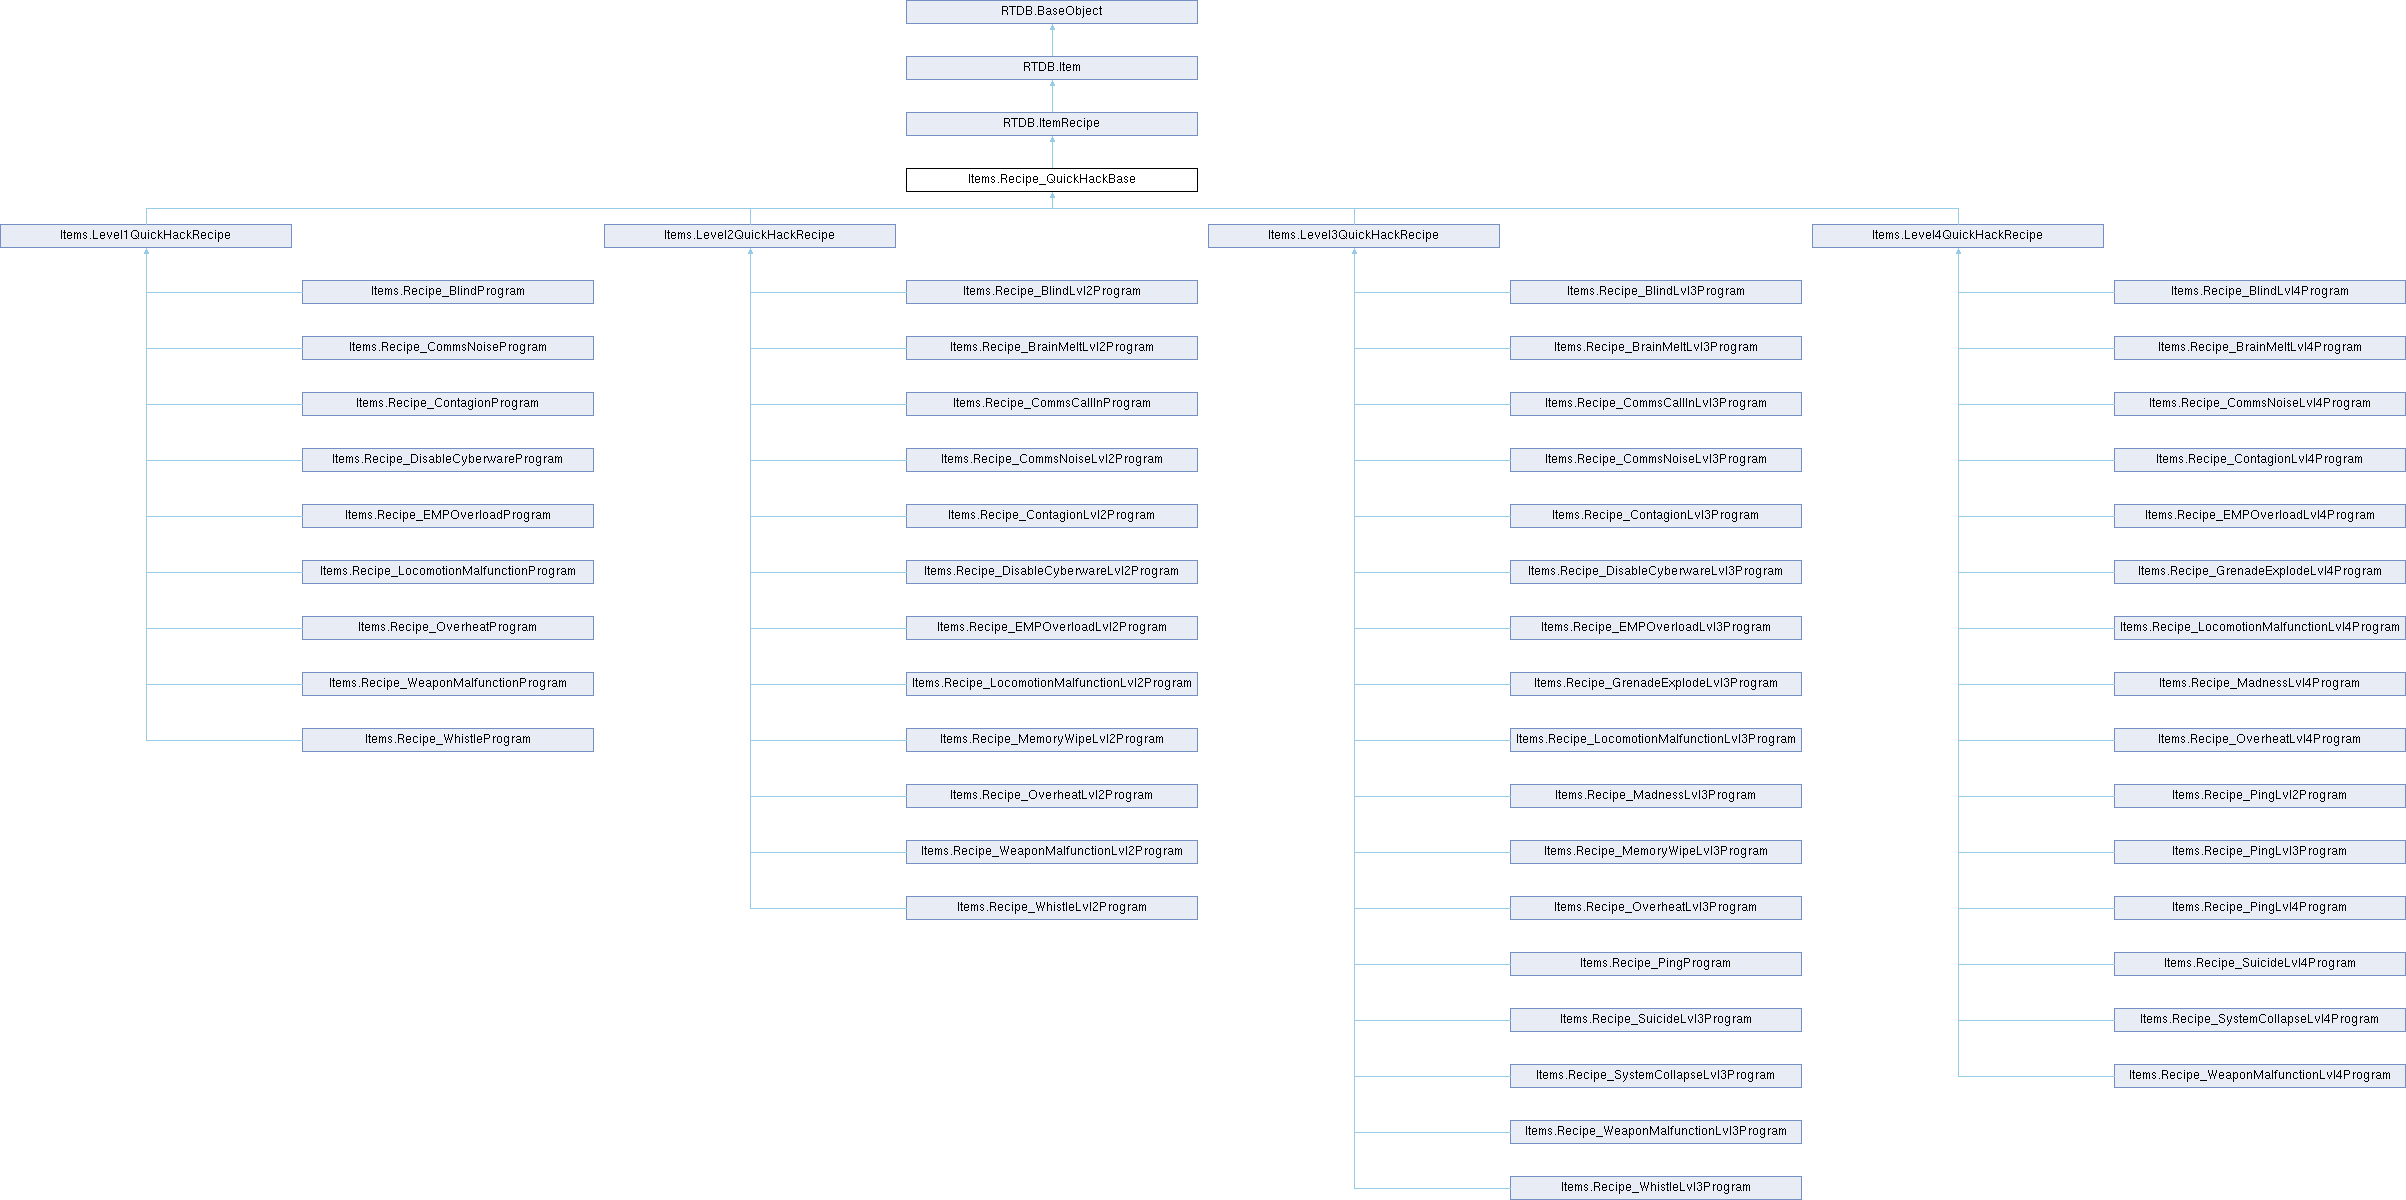 RTDB.BaseObject
RTDB.Item
RTDB.ItemRecipe
Items.Recipe_QuickHackBase
Items.Level1QuickHackRecipe
Items.Recipe_BlindProgram
Items.Recipe_CommsNoiseProgram
Items.Recipe_ContagionProgram
Items.Recipe_DisableCyberwareProgram
Items.Recipe_EMPOverloadProgram
Items.Recipe_LocomotionMalfunctionProgram
Items.Recipe_OverheatProgram
Items.Recipe_WeaponMalfunctionProgram
Items.Recipe_WhistleProgram
Items.Level2QuickHackRecipe
Items.Recipe_BlindLvl2Program
Items.Recipe_BrainMeltLvl2Program
Items.Recipe_CommsCallInProgram
Items.Recipe_CommsNoiseLvl2Program
Items.Recipe_ContagionLvl2Program
Items.Recipe_DisableCyberwareLvl2Program
Items.Recipe_EMPOverloadLvl2Program
Items.Recipe_LocomotionMalfunctionLvl2Program
Items.Recipe_MemoryWipeLvl2Program
Items.Recipe_OverheatLvl2Program
Items.Recipe_WeaponMalfunctionLvl2Program
Items.Recipe_WhistleLvl2Program
Items.Level3QuickHackRecipe
Items.Recipe_BlindLvl3Program
Items.Recipe_BrainMeltLvl3Program
Items.Recipe_CommsCallInLvl3Program
Items.Recipe_CommsNoiseLvl3Program
Items.Recipe_ContagionLvl3Program
Items.Recipe_DisableCyberwareLvl3Program
Items.Recipe_EMPOverloadLvl3Program
Items.Recipe_GrenadeExplodeLvl3Program
Items.Recipe_LocomotionMalfunctionLvl3Program
Items.Recipe_MadnessLvl3Program
Items.Recipe_MemoryWipeLvl3Program
Items.Recipe_OverheatLvl3Program
Items.Recipe_PingProgram
Items.Recipe_SuicideLvl3Program
Items.Recipe_SystemCollapseLvl3Program
Items.Recipe_WeaponMalfunctionLvl3Program
Items.Recipe_WhistleLvl3Program
Items.Level4QuickHackRecipe
Items.Recipe_BlindLvl4Program
Items.Recipe_BrainMeltLvl4Program
Items.Recipe_CommsNoiseLvl4Program
Items.Recipe_ContagionLvl4Program
Items.Recipe_EMPOverloadLvl4Program
Items.Recipe_GrenadeExplodeLvl4Program
Items.Recipe_LocomotionMalfunctionLvl4Program
Items.Recipe_MadnessLvl4Program
Items.Recipe_OverheatLvl4Program
Items.Recipe_PingLvl2Program
Items.Recipe_PingLvl3Program
Items.Recipe_PingLvl4Program
Items.Recipe_SuicideLvl4Program
Items.Recipe_SystemCollapseLvl4Program
Items.Recipe_WeaponMalfunctionLvl4Program